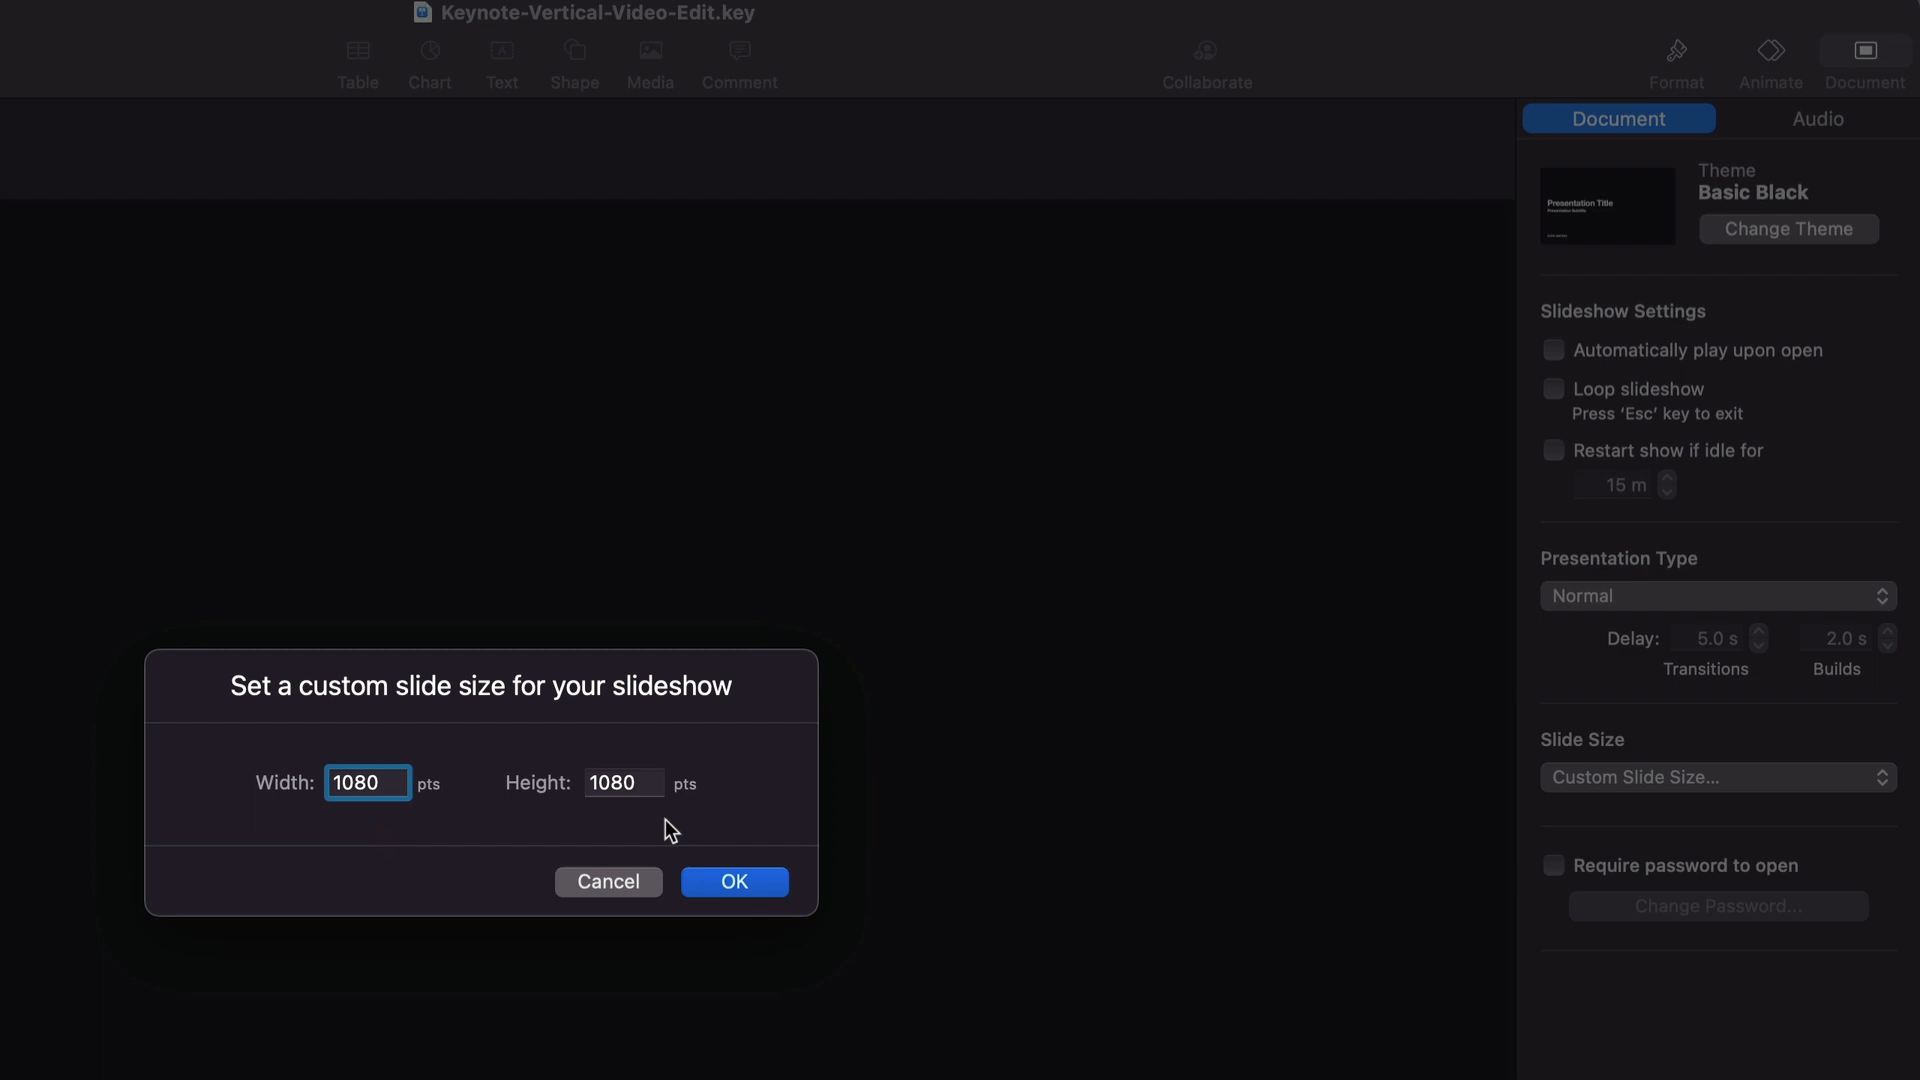 Keynote-Vertical-Video-Edit.key
Table Chart Text Shape Media Comment Collaborate Format Animate Document
Document Audio
Theme
Basic Black
Change Theme
Presentation Title
Slideshow Settings
Automatically play upon open
Loop slideshow
Press ‘Esc’ key to exit
Restart show if idle for
15 m
Presentation Type
Normal
Delay: 5.0 s 2.0 s
Transitions Builds
Slide Size
Custom Slide Size...
Require password to open
Change Password...
Set a custom slide size for your slideshow
Width: 1080 pts Height: 1080 pts
Cancel OK